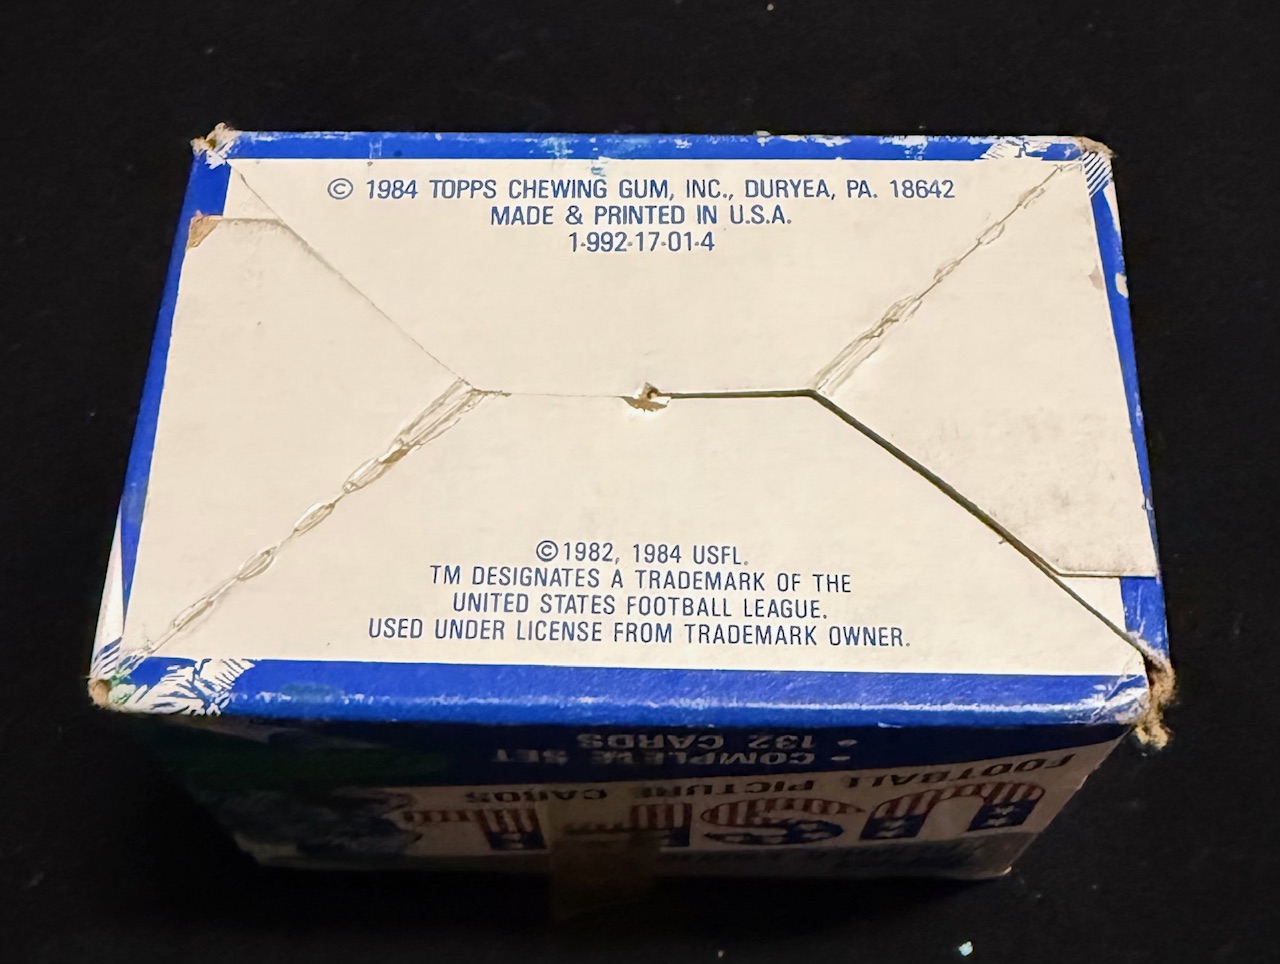 © 1984 TOPPS CHEWING GUM, INC., DURYEA, PA. 18642
MADE & PRINTED IN U.S.A.
1-992-17-01-4
©1982, 1984 USFL.
TM DESIGNATES A TRADEMARK OF THE
UNITED STATES FOOTBALL LEAGUE.
USED UNDER LICENSE FROM TRADEMARK OWNER.
• 132 CARDS
• COMPLETE SET
FOOTBALL PICTURE CARDS
USFL